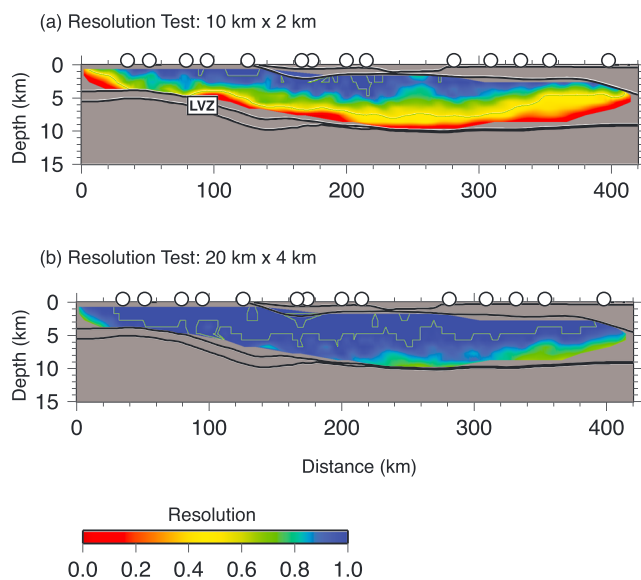 (a) Resolution Test: 10 km x 2 km
0
5
10
15
Depth (km)
LVZ
0 100 200 300 400
(b) Resolution Test: 20 km x 4 km
0
5
10
15
Depth (km)
0 100 200 300 400
Distance (km)
Resolution
0.0 0.2 0.4 0.6 0.8 1.0